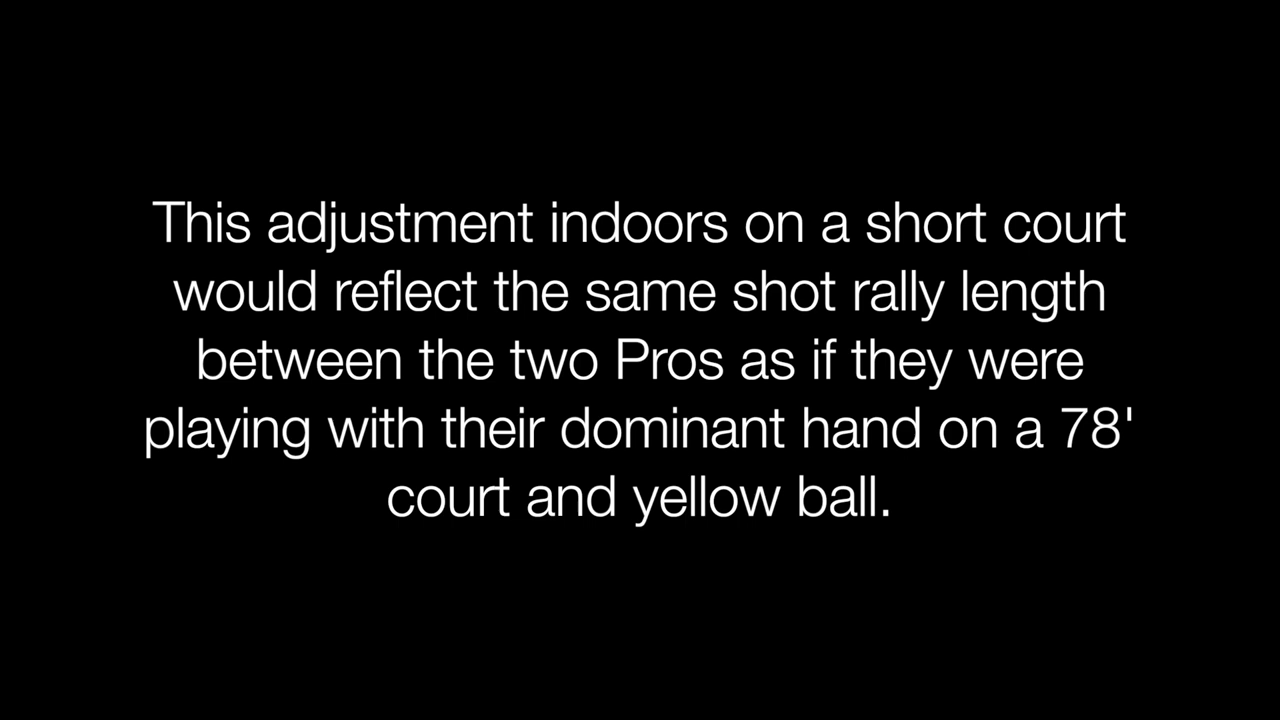 This adjustment indoors on a short court
would reflect the same shot rally length
between the two Pros as if they were
playing with their dominant hand on a 78'
court and yellow ball.